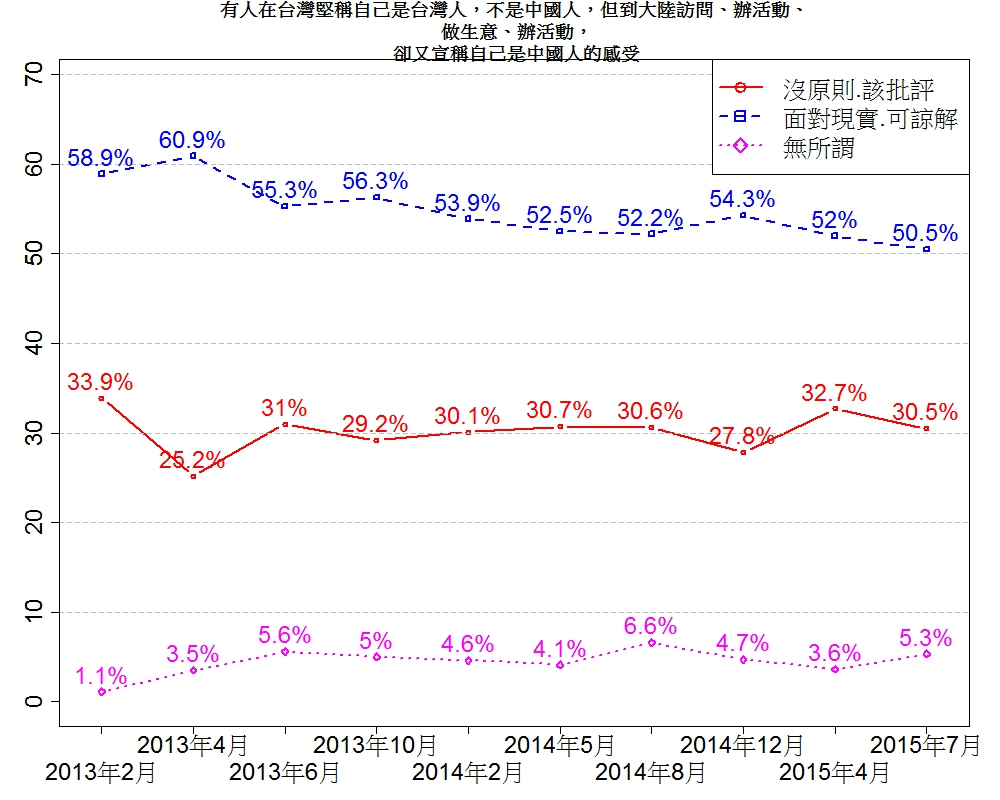 有人在台灣堅稱自己是台灣人，不是中國人，但到大陸訪問、辦活動、
做生意、辦活動，
卻又宣稱自己是中國人的感受
沒原則.該批評
面對現實.可諒解
無所謂
70
60
50
40
30
20
10
0
58.9%
60.9%
55.3%
56.3%
53.9%
52.5%
52.2%
54.3%
52%
50.5%
33.9%
25.2%
31%
29.2%
30.1%
30.7%
30.6%
27.8%
32.7%
30.5%
1.1%
3.5%
5.6%
5%
4.6%
4.1%
6.6%
4.7%
3.6%
5.3%
2013年4月
2013年10月
2014年5月
2014年12月
2015年7月
2013年2月
2013年6月
2014年2月
2014年8月
2015年4月